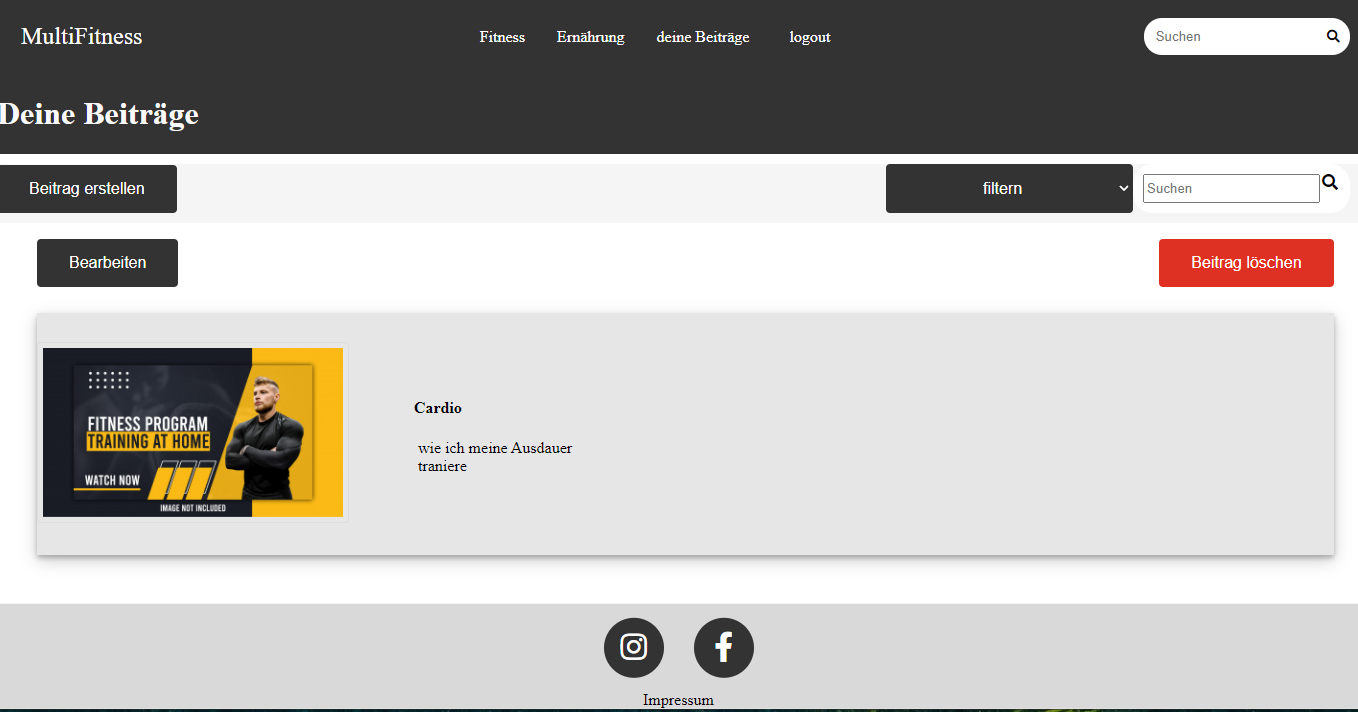 MultiFitness
Fitness
Ernährung
deine Beiträge
logout
Suchen
Deine Beiträge
Beitrag erstellen
filtern
Suchen
Bearbeiten
Beitrag löschen
FITNESS PROGRAM
TRAINING AT HOME
WATCH NOW
IMAGE NOT INCLUDED
Cardio
wie ich meine Ausdauer
traniere
Impressum